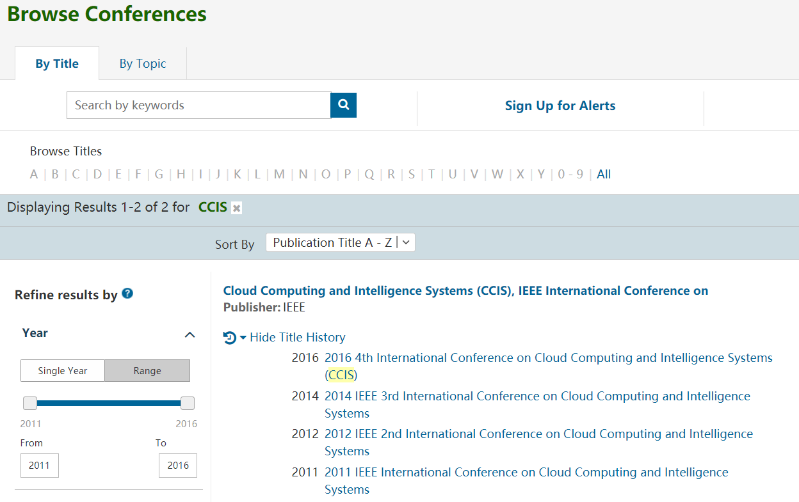 Browse Conferences
By Title
By Topic
Search by keywords
Sign Up for Alerts
Browse Titles
A | B | C | D | E | F | G | H | I | J | K | L | M | N | O | P | Q | R | S | T | U | V | W | X | Y | 0-9 | All
Displaying Results 1-2 of 2 for CCIS ×
Sort By Publication Title A - Z
Refine results by ?
Year
Single Year
Range
2011
2016
From
To
2011
2016
Cloud Computing and Intelligence Systems (CCIS), IEEE International Conference on
Publisher: IEEE
Hide Title History
2016 2016 4th International Conference on Cloud Computing and Intelligence Systems
(CCIS)
2014 2014 IEEE 3rd International Conference on Cloud Computing and Intelligence
Systems
2012 2012 IEEE 2nd International Conference on Cloud Computing and Intelligence
Systems
2011 2011 IEEE International Conference on Cloud Computing and Intelligence
Systems